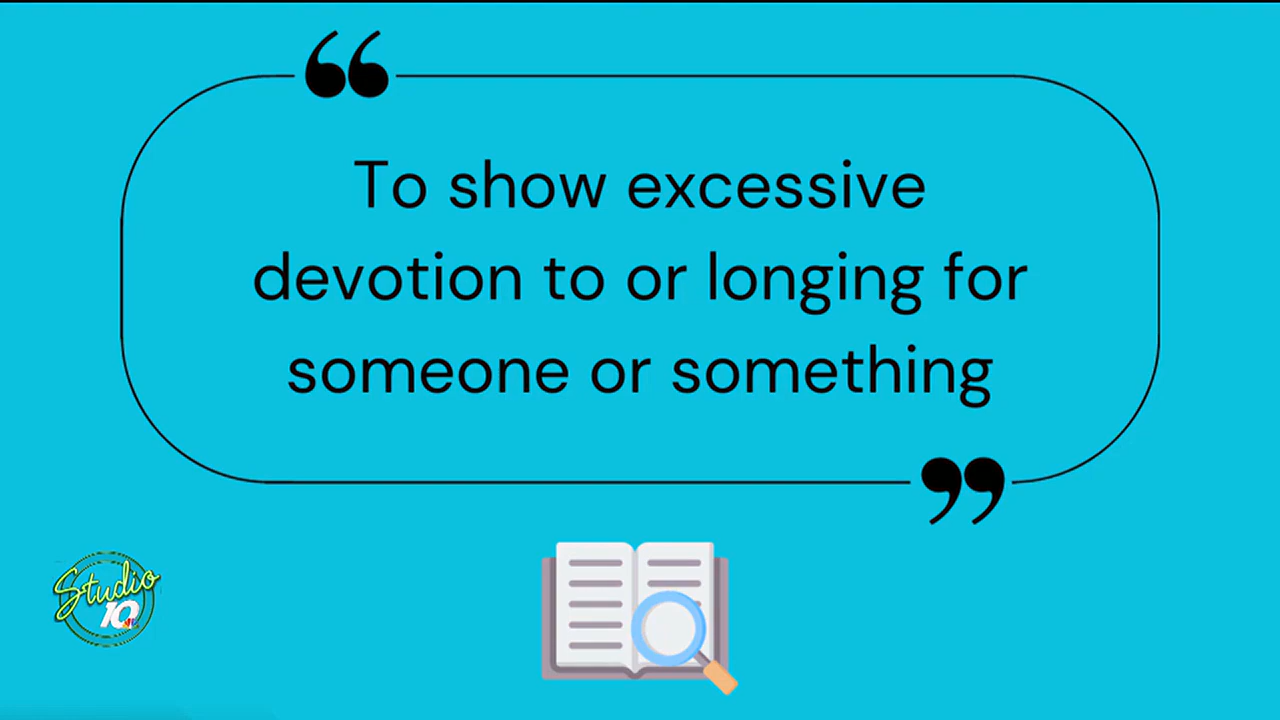 “
To show excessive
devotion to or longing for
someone or something
”
Studio
10